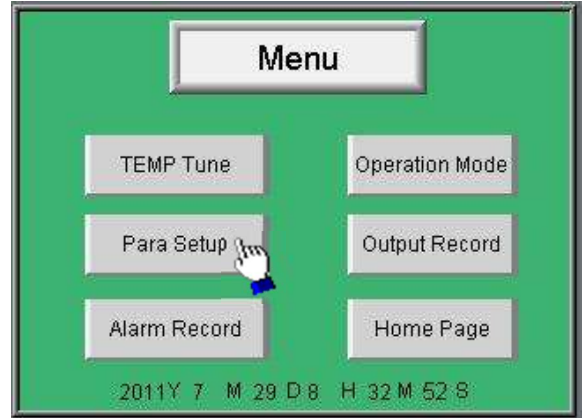 Menu
TEMP Tune
Operation Mode
Para Setup
Output Record
Alarm Record
Home Page
2011Y 7 M 29 D 8 H 32 M 52 S